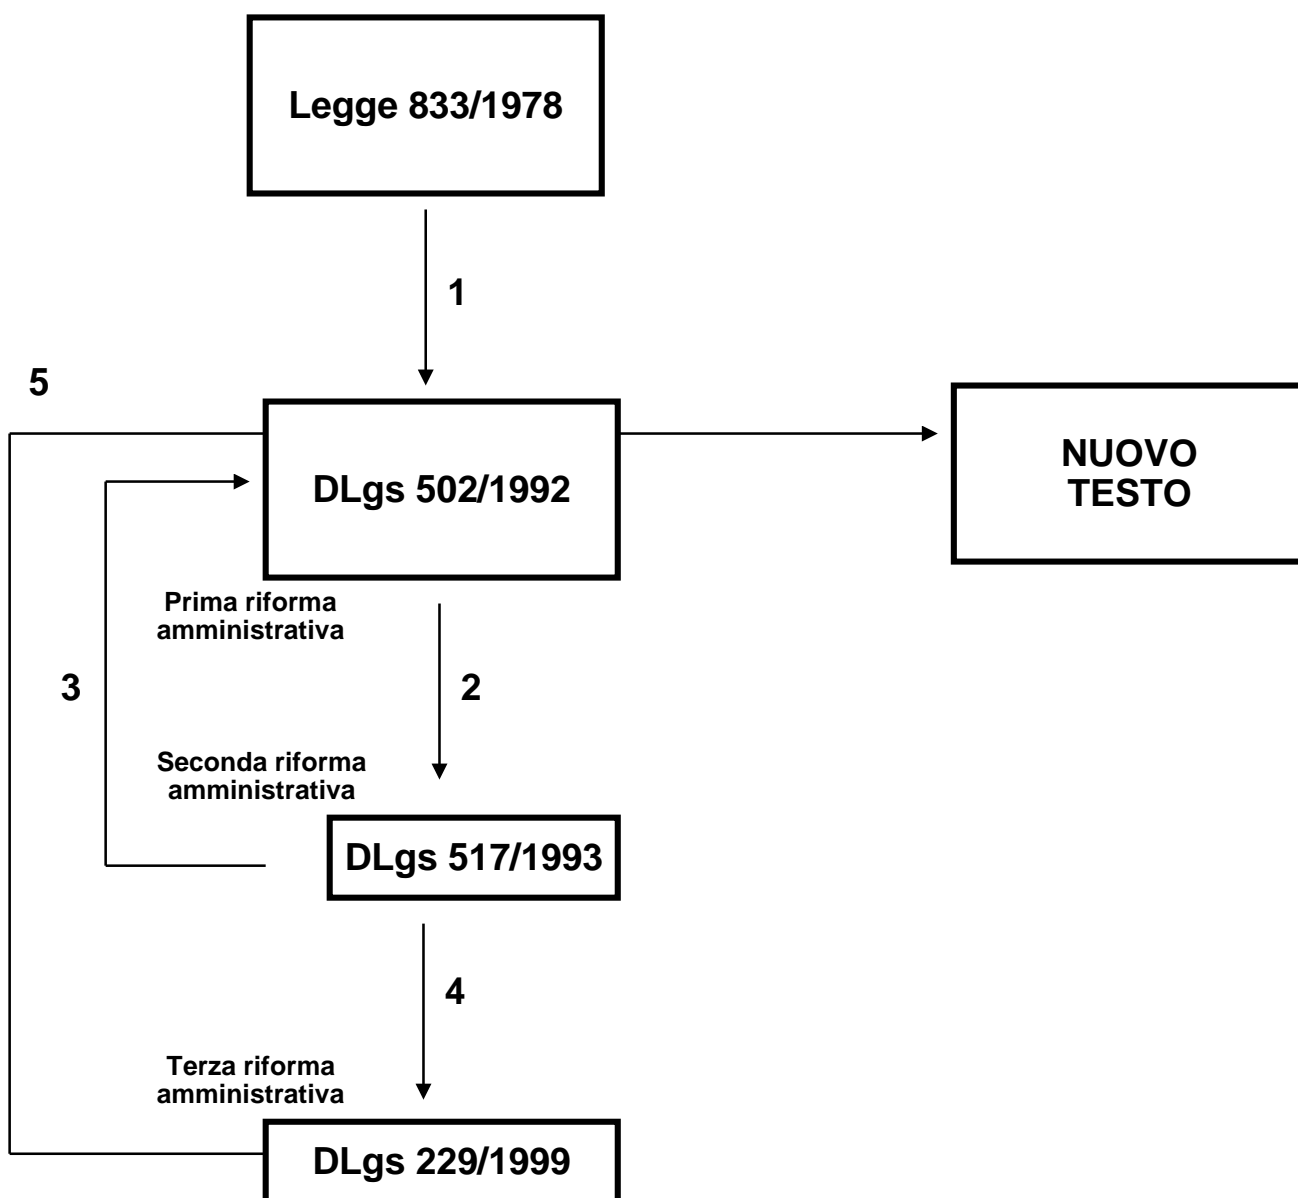 Legge 833/1978
1
5
DLgs 502/1992
NUOVO
TESTO
Prima riforma
amministrativa
3
2
Seconda riforma
amministrativa
DLgs 517/1993
4
Terza riforma
amministrativa
DLgs 229/1999